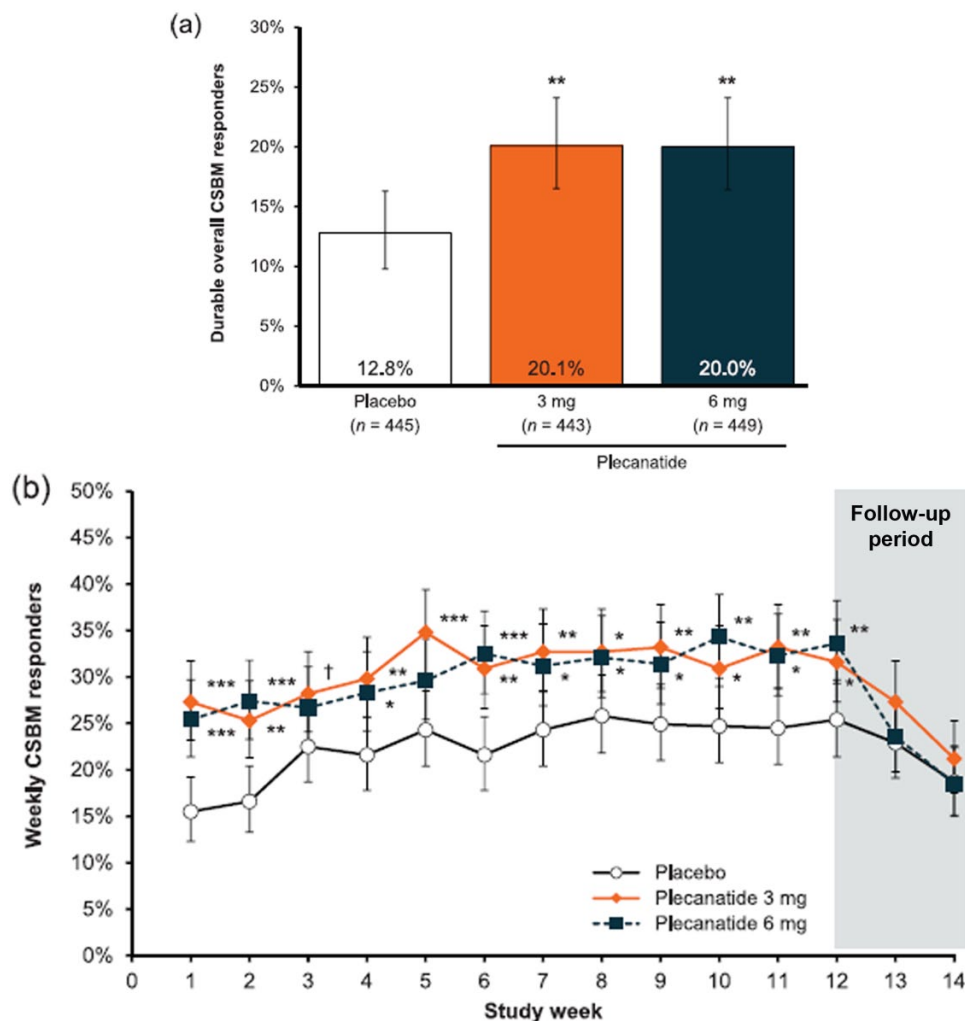 (a)
Durable overall CSBM responders
30%
25%
20%
15%
10%
5%
0%
** **
12.8% 20.1% 20.0%
Placebo 3 mg 6 mg
(n = 445) (n = 443) (n = 449)
Plecanatide
(b)
Weekly CSBM responders
50%
45%
40%
35%
30%
25%
20%
15%
10%
5%
0%
Follow-up
period
*** *** † ** *** *** ** * ** ** ** **
*** ** * ** * * * * * *
Placebo
Plecanatide 3 mg
Plecanatide 6 mg
0 1 2 3 4 5 6 7 8 9 10 11 12 13 14
Study week